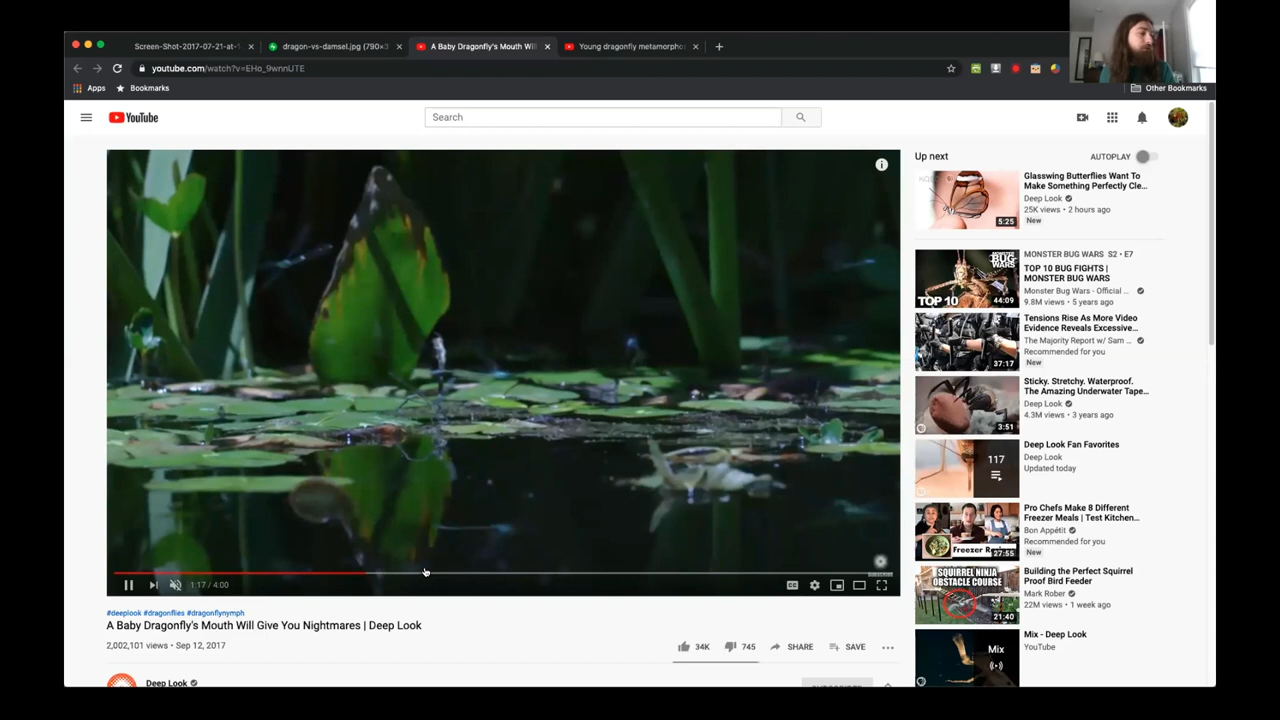 Screen-Shot-2017-07-21-at-1
dragon-vs-damsel.jpg (790×3
A Baby Dragonfly's Mouth Wil
Young dragonfly metamorpho
youtube.com/watch?v=EHo_9wnnUTE
Apps
Bookmarks
Other Bookmarks
YouTube
Search
Up next
AUTOPLAY
Glasswing Butterflies Want To
Make Something Perfectly Cle...
Deep Look
25K views • 2 hours ago
New
5:25
MONSTER BUG WARS S2 • E7
TOP 10 BUG FIGHTS |
MONSTER BUG WARS
Monster Bug Wars - Official ...
9.8M views • 5 years ago
BUG WARS
TOP 10
44:09
Tensions Rise As More Video
Evidence Reveals Excessive...
The Majority Report w/ Sam ...
Recommended for you
New
37:17
Sticky. Stretchy. Waterproof.
The Amazing Underwater Tape...
Deep Look
4.3M views • 3 years ago
3:51
Deep Look Fan Favorites
Deep Look
Updated today
117
Pro Chefs Make 8 Different
Freezer Meals | Test Kitchen...
Bon Appétit
Recommended for you
New
27:55
Building the Perfect Squirrel
Proof Bird Feeder
Mark Rober
22M views • 1 week ago
SQUIRREL NINJA
OBSTACLE COURSE
21:40
Mix - Deep Look
YouTube
Mix
1:17 / 4:00
CC
SUBSCRIBE
#deeplook #dragonflies #dragonflynymph
A Baby Dragonfly's Mouth Will Give You Nightmares | Deep Look
2,002,101 views • Sep 12, 2017
34K
745
SHARE
SAVE
Deep Look